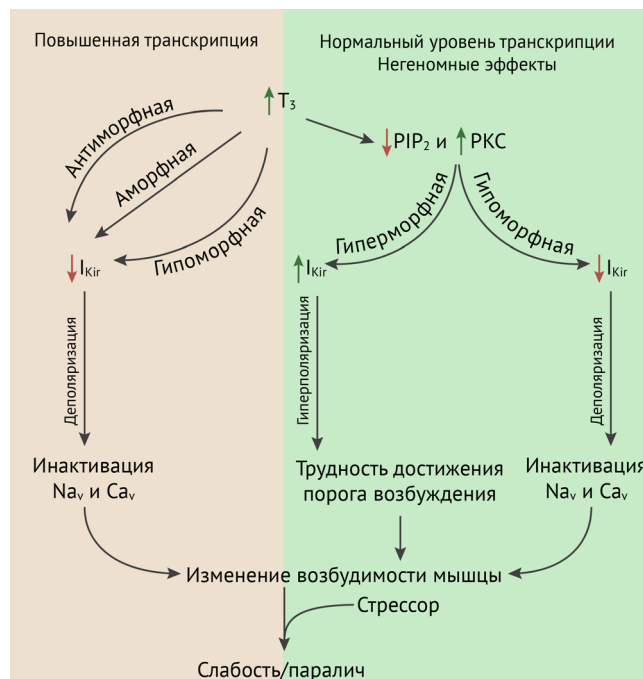 Повышенная транскрипция
Нормальный уровень транскрипции
Негеномные эффекты
↑ T₃
Антиморфная
Аморфная
Гипоморфная
↓ PIP₂ и ↑ PKC
Гиперморфная
Гипоморфная
↓ I_Kir
↑ I_Kir
↓ I_Kir
Деполяризация
Гиперполяризация
Деполяризация
Инактивация
Naᵥ и Caᵥ
Трудность достижения
порога возбуждения
Инактивация
Naᵥ и Caᵥ
Изменение возбудимости мышцы
Стрессор
Слабость/паралич